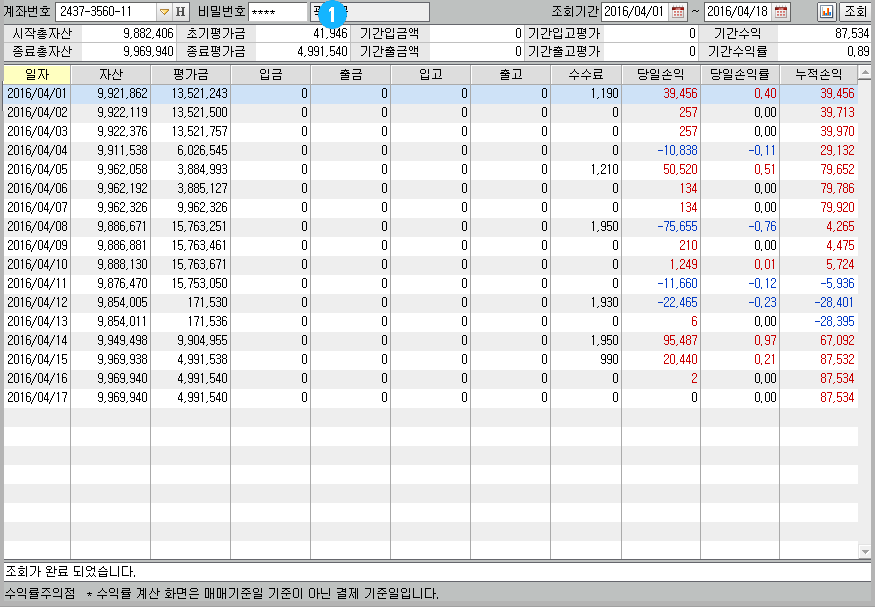 계좌번호 2437-3560-11 H 비밀번호 **** 1 조회기간 2016/04/01 ~ 2016/04/18 조회
시작총자산 9,882,406 초기평가금 41,946 기간입금액 0 기간입고평가 0 기간수익 87,534
종료총자산 9,969,940 종료평가금 4,991,540 기간출금액 0 기간출고평가 0 기간수익률 0,89
일자 자산 평가금 입금 출금 입고 출고 수수료 당일손익 당일손익률 누적손익
2016/04/01 9,921,862 13,521,243 0 0 0 0 1,190 39,456 0,40 39,456
2016/04/02 9,922,119 13,521,500 0 0 0 0 0 257 0,00 39,713
2016/04/03 9,922,376 13,521,757 0 0 0 0 0 257 0,00 39,970
2016/04/04 9,911,538 6,026,545 0 0 0 0 0 -10,838 -0,11 29,132
2016/04/05 9,962,058 3,884,993 0 0 0 0 1,210 50,520 0,51 79,652
2016/04/06 9,962,192 3,885,127 0 0 0 0 0 134 0,00 79,786
2016/04/07 9,962,326 9,962,326 0 0 0 0 0 134 0,00 79,920
2016/04/08 9,886,671 15,763,251 0 0 0 0 1,950 -75,655 -0,76 4,265
2016/04/09 9,886,881 15,763,461 0 0 0 0 0 210 0,00 4,475
2016/04/10 9,888,130 15,763,671 0 0 0 0 0 1,249 0,01 5,724
2016/04/11 9,876,470 15,753,050 0 0 0 0 0 -11,660 -0,12 -5,936
2016/04/12 9,854,005 171,530 0 0 0 0 1,930 -22,465 -0,23 -28,401
2016/04/13 9,854,011 171,536 0 0 0 0 0 6 0,00 -28,395
2016/04/14 9,949,498 9,904,955 0 0 0 0 1,950 95,487 0,97 67,092
2016/04/15 9,969,938 4,991,538 0 0 0 0 990 20,440 0,21 87,532
2016/04/16 9,969,940 4,991,540 0 0 0 0 0 2 0,00 87,534
2016/04/17 9,969,940 4,991,540 0 0 0 0 0 0 0,00 87,534
조회가 완료 되었습니다.
수익률주의점 * 수익률 계산 화면은 매매기준일 기준이 아닌 결제 기준일입니다.